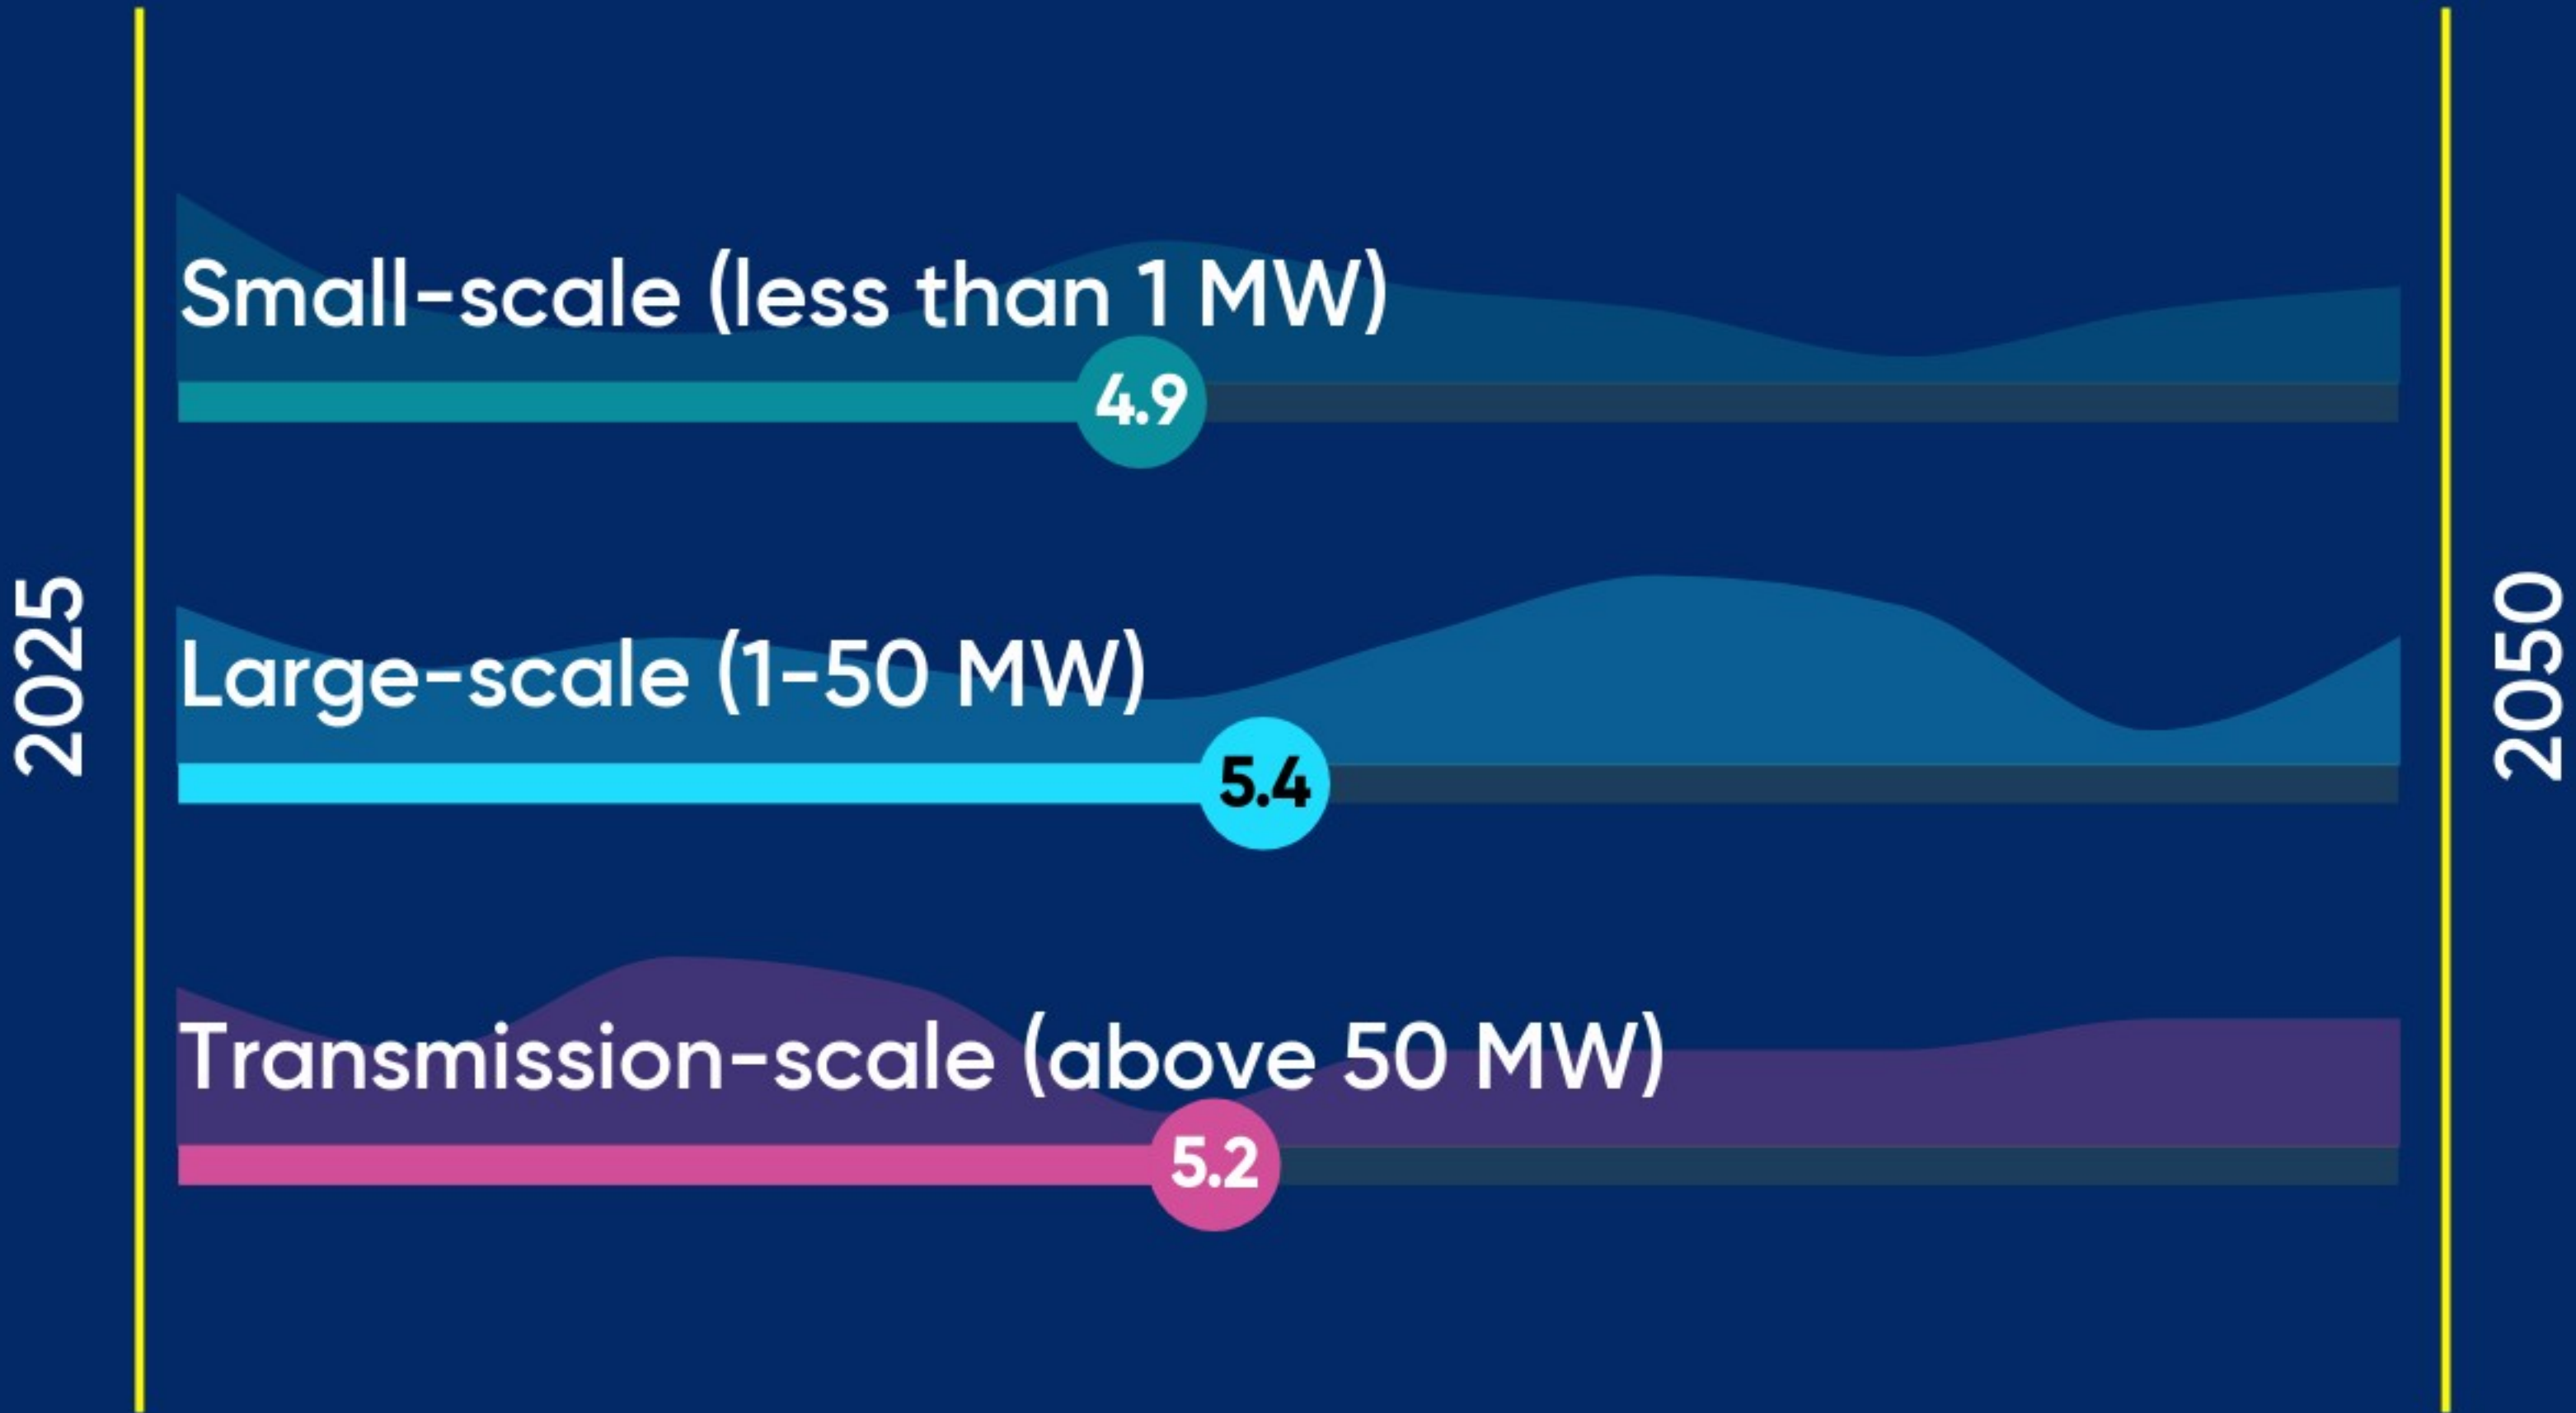 2025
Small-scale (less than 1 MW)
4.9
Large-scale (1-50 MW)
5.4
Transmission-scale (above 50 MW)
5.2
2050